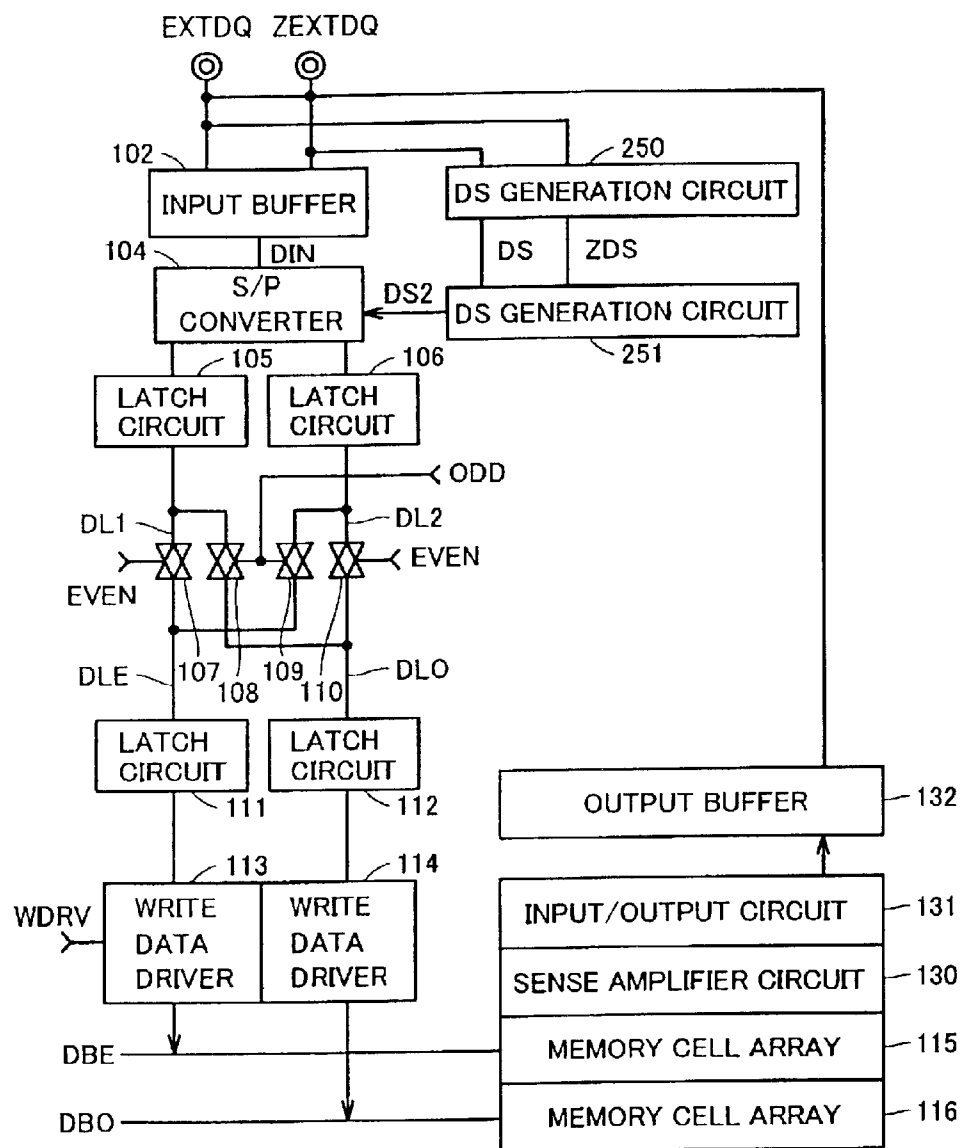 EXTDQ ZEXTDQ
102
INPUT BUFFER
250
DS GENERATION CIRCUIT
DIN
DS
ZDS
104
S/P
CONVERTER
DS2
DS GENERATION CIRCUIT
251
105
106
LATCH
CIRCUIT
LATCH
CIRCUIT
ODD
DL1
DL2
EVEN
EVEN
107
108
109
110
DLE
DLO
LATCH
CIRCUIT
LATCH
CIRCUIT
111
112
OUTPUT BUFFER
132
113
114
WDRV
WRITE
DATA
DRIVER
WRITE
DATA
DRIVER
INPUT/OUTPUT CIRCUIT
131
SENSE AMPLIFIER CIRCUIT
130
DBE
MEMORY CELL ARRAY
115
DBO
MEMORY CELL ARRAY
116